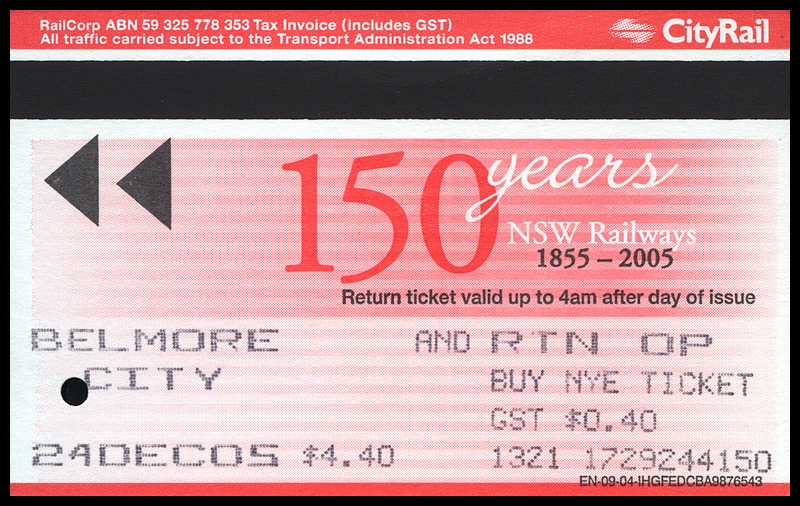 RailCorp ABN 59 325 778 353 Tax Invoice (includes GST)
All traffic carried subject to the Transport Administration Act 1988
CityRail
150 years
NSW Railways
1855 – 2005
Return ticket valid up to 4am after day of issue
BELMORE AND RTN OP
CITY BUY NYE TICKET
GST $0.40
24DEC05 $4.40 1321 1729244150
EN-09-04-IHGFEDCBA9876543